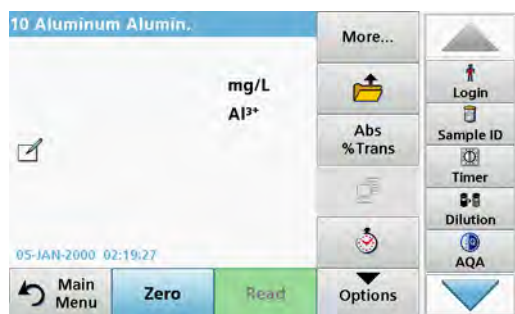 10 Aluminum Alumin.
mg/L
Al³⁺
05-JAN-2000 02:19:27
Main
Menu
Zero
Read
More...
Abs
%Trans
Options
Login
Sample ID
Timer
Dilution
AQA